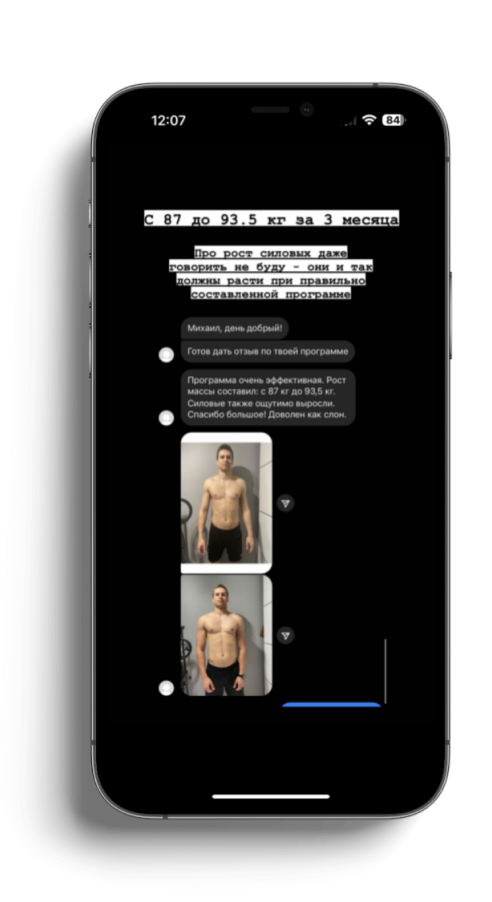 12:07
84
С 87 до 93.5 кг за 3 месяца
Про рост силовых даже
говорить не буду - они и так
должны расти при правильно
составленной программе
Михаил, день добрый!
Готов дать отзыв по твоей программе
Программа очень эффективная. Рост
массы составил: с 87 кг до 93,5 кг.
Силовые также ощутимо выросли.
Спасибо большое! Доволен как слон.